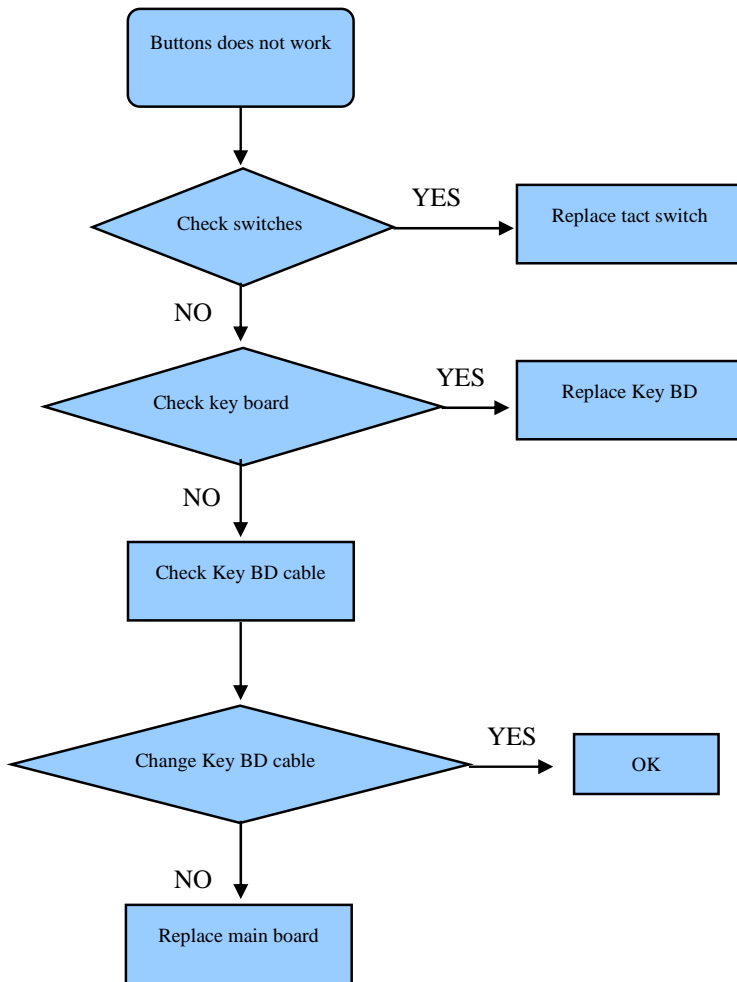 Buttons does not work
Check switches
YES
Replace tact switch
NO
Check key board
YES
Replace Key BD
NO
Check Key BD cable
Change Key BD cable
YES
OK
NO
Replace main board